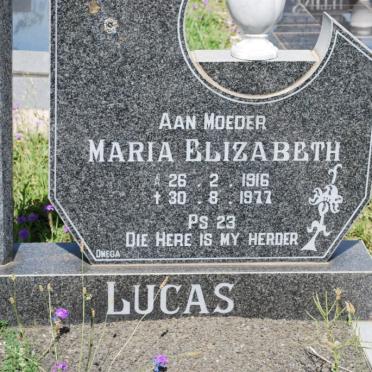 AAN MOEDER
MARIA ELIZABETH
* 26 . 2 . 1916
† 30 . 8 . 1977
PS 23
DIE HERE IS MY HERDER
OMEGA
LUCAS